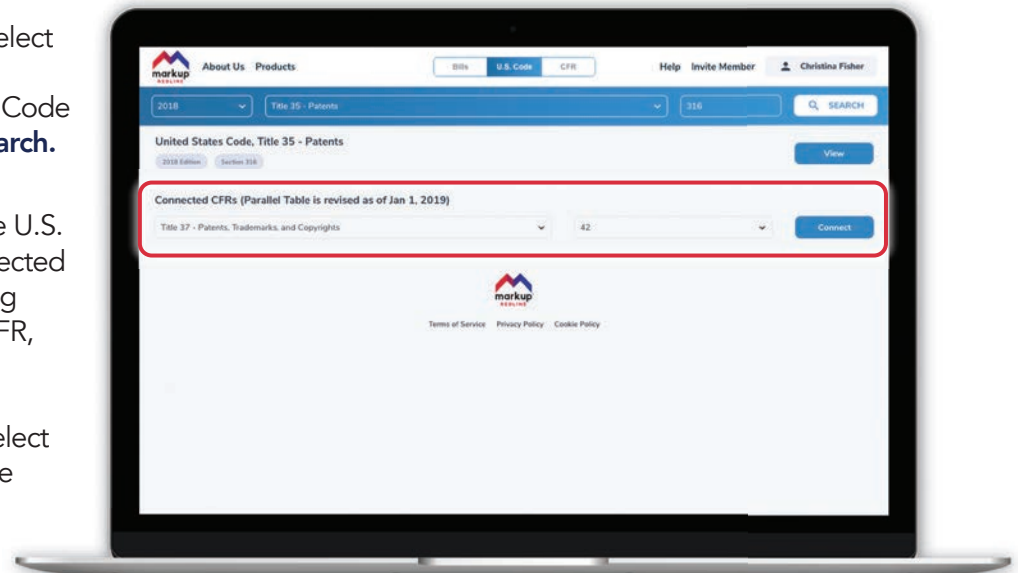 elect
Code
arch.
e U.S.
ected
g
FR,
elect
e
markup
REDLINE
About Us Products
Bills U.S. Code CFR
Help Invite Member Christina Fisher
2018 Title 35 - Patents 316 SEARCH
United States Code, Title 35 - Patents
2018 Edition Section 316
View
Connected CFRs (Parallel Table is revised as of Jan 1, 2019)
Title 37 - Patents, Trademarks, and Copyrights 42 Connect
markup
REDLINE
Terms of Service Privacy Policy Cookie Policy